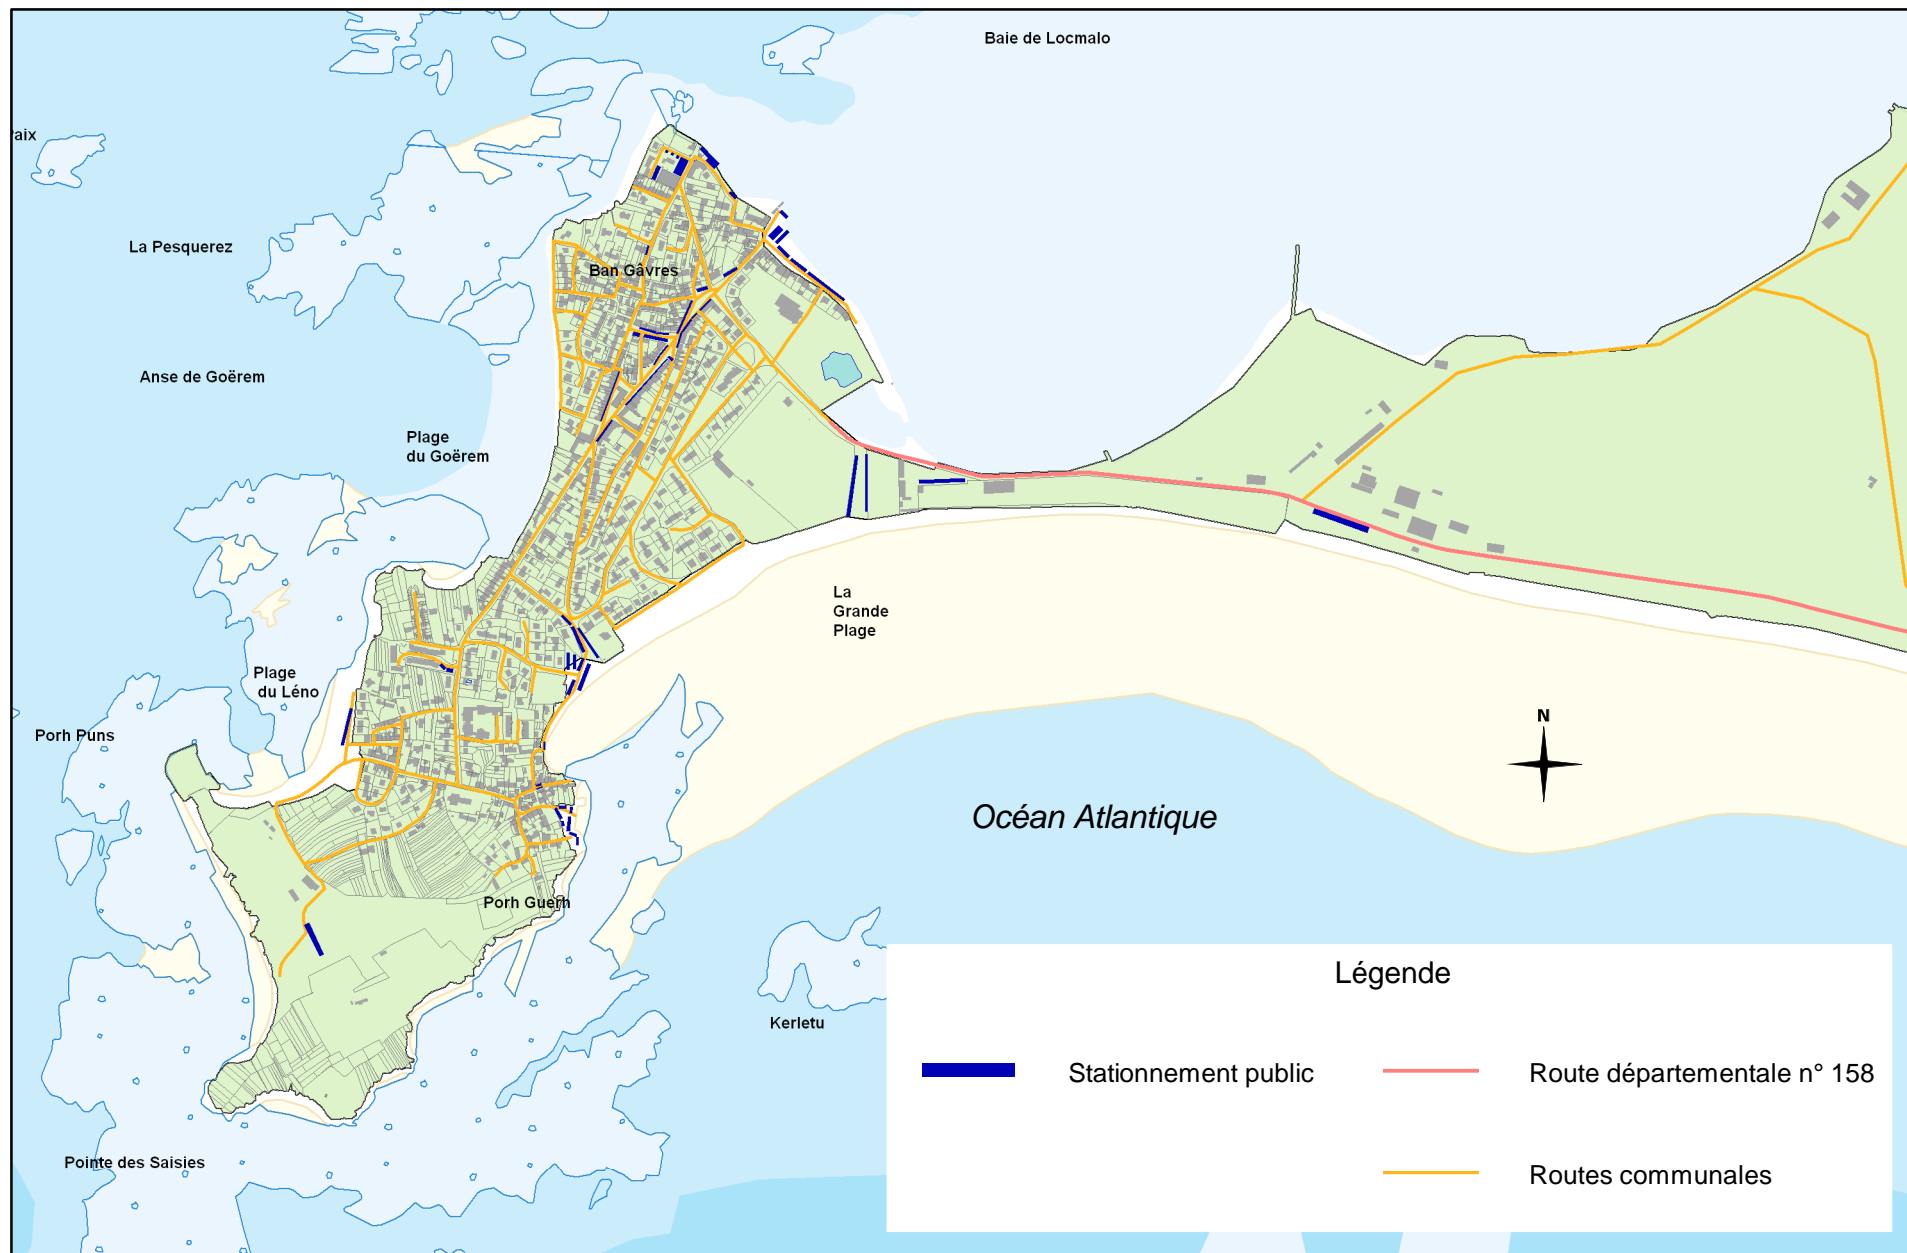 Baie de Locmalo
aix
La Pesquerez
Ban Gâvres
Anse de Goërem
Plage
du Goërem
La
Grande
Plage
Plage
du Léno
Porh Puns
N
Océan Atlantique
Porh Guerh
Kerletu
Pointe des Saisies
Légende
Stationnement public
Route départementale n° 158
Routes communales